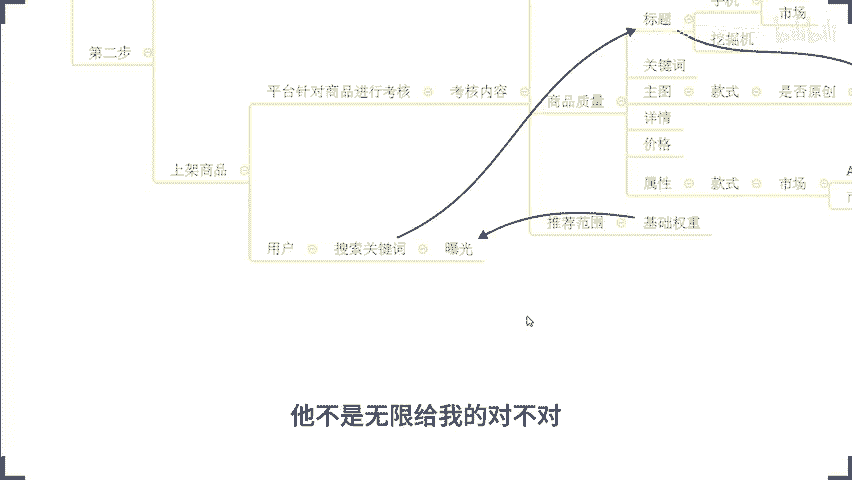 手机
市场
标题
挖掘机
第二步
关键词
平台针对商品进行考核
考核内容
主图
款式
是否原创
商品质量
详情
价格
上架商品
属性
款式
市场
推荐范围
基础权重
用户
搜索关键词
曝光
他不是无限给我的对不对